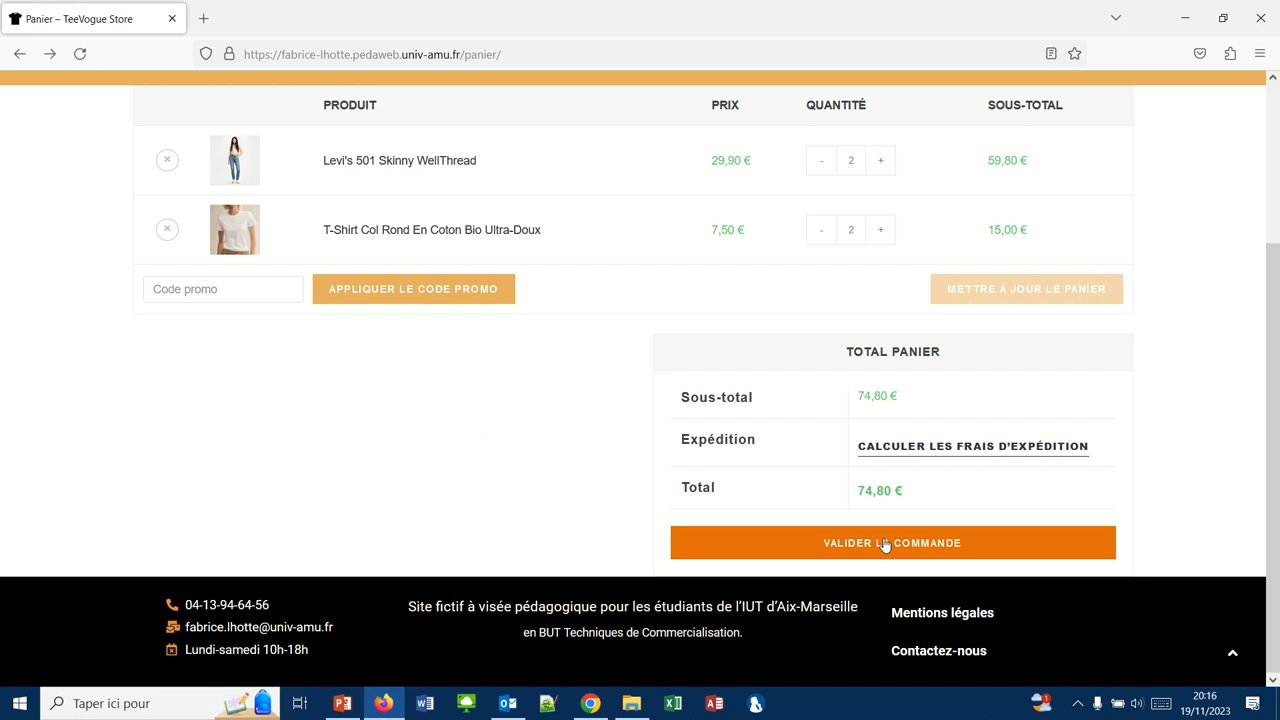 Panier – TeeVogue Store
https://fabrice-lhotte.pedaweb.univ-amu.fr/panier/
PRODUIT PRIX QUANTITÉ SOUS-TOTAL
× Levi's 501 Skinny WellThread 29,90 € - 2 + 59,80 €
× T-Shirt Col Rond En Coton Bio Ultra-Doux 7,50 € - 2 + 15,00 €
Code promo APPLIQUER LE CODE PROMO METTRE À JOUR LE PANIER
TOTAL PANIER
Sous-total 74,80 €
Expédition CALCULER LES FRAIS D'EXPÉDITION
Total 74,80 €
VALIDER LA COMMANDE
04-13-94-64-56
fabrice.lhotte@univ-amu.fr
Lundi-samedi 10h-18h
Site fictif à visée pédagogique pour les étudiants de l'IUT d'Aix-Marseille
en BUT Techniques de Commercialisation.
Mentions légales
Contactez-nous
Taper ici pour
1
20:16
19/11/2023